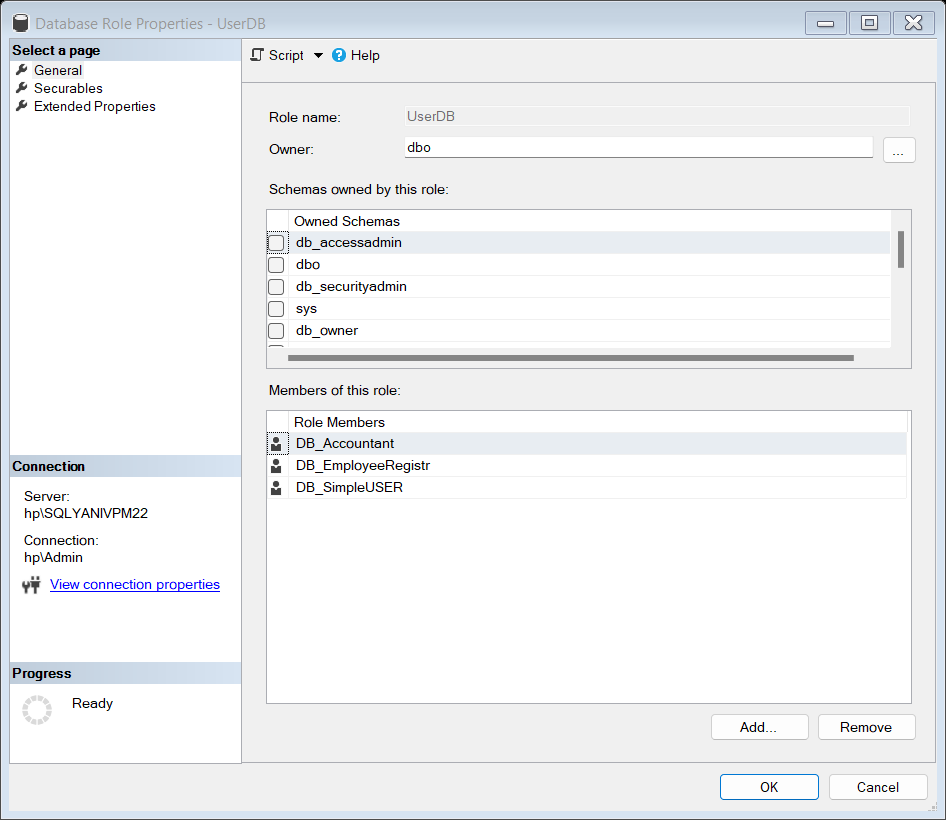 Database Role Properties - UserDB
Select a page
General
Securables
Extended Properties
Script
Help
Role name:
UserDB
Owner:
dbo
...
Schemas owned by this role:
Owned Schemas
db_accessadmin
dbo
db_securityadmin
sys
db_owner
Members of this role:
Role Members
DB_Accountant
DB_EmployeeRegistr
DB_SimpleUSER
Connection
Server:
hp\SQLYANIVPM22
Connection:
hp\Admin
View connection properties
Progress
Ready
Add...
Remove
OK
Cancel